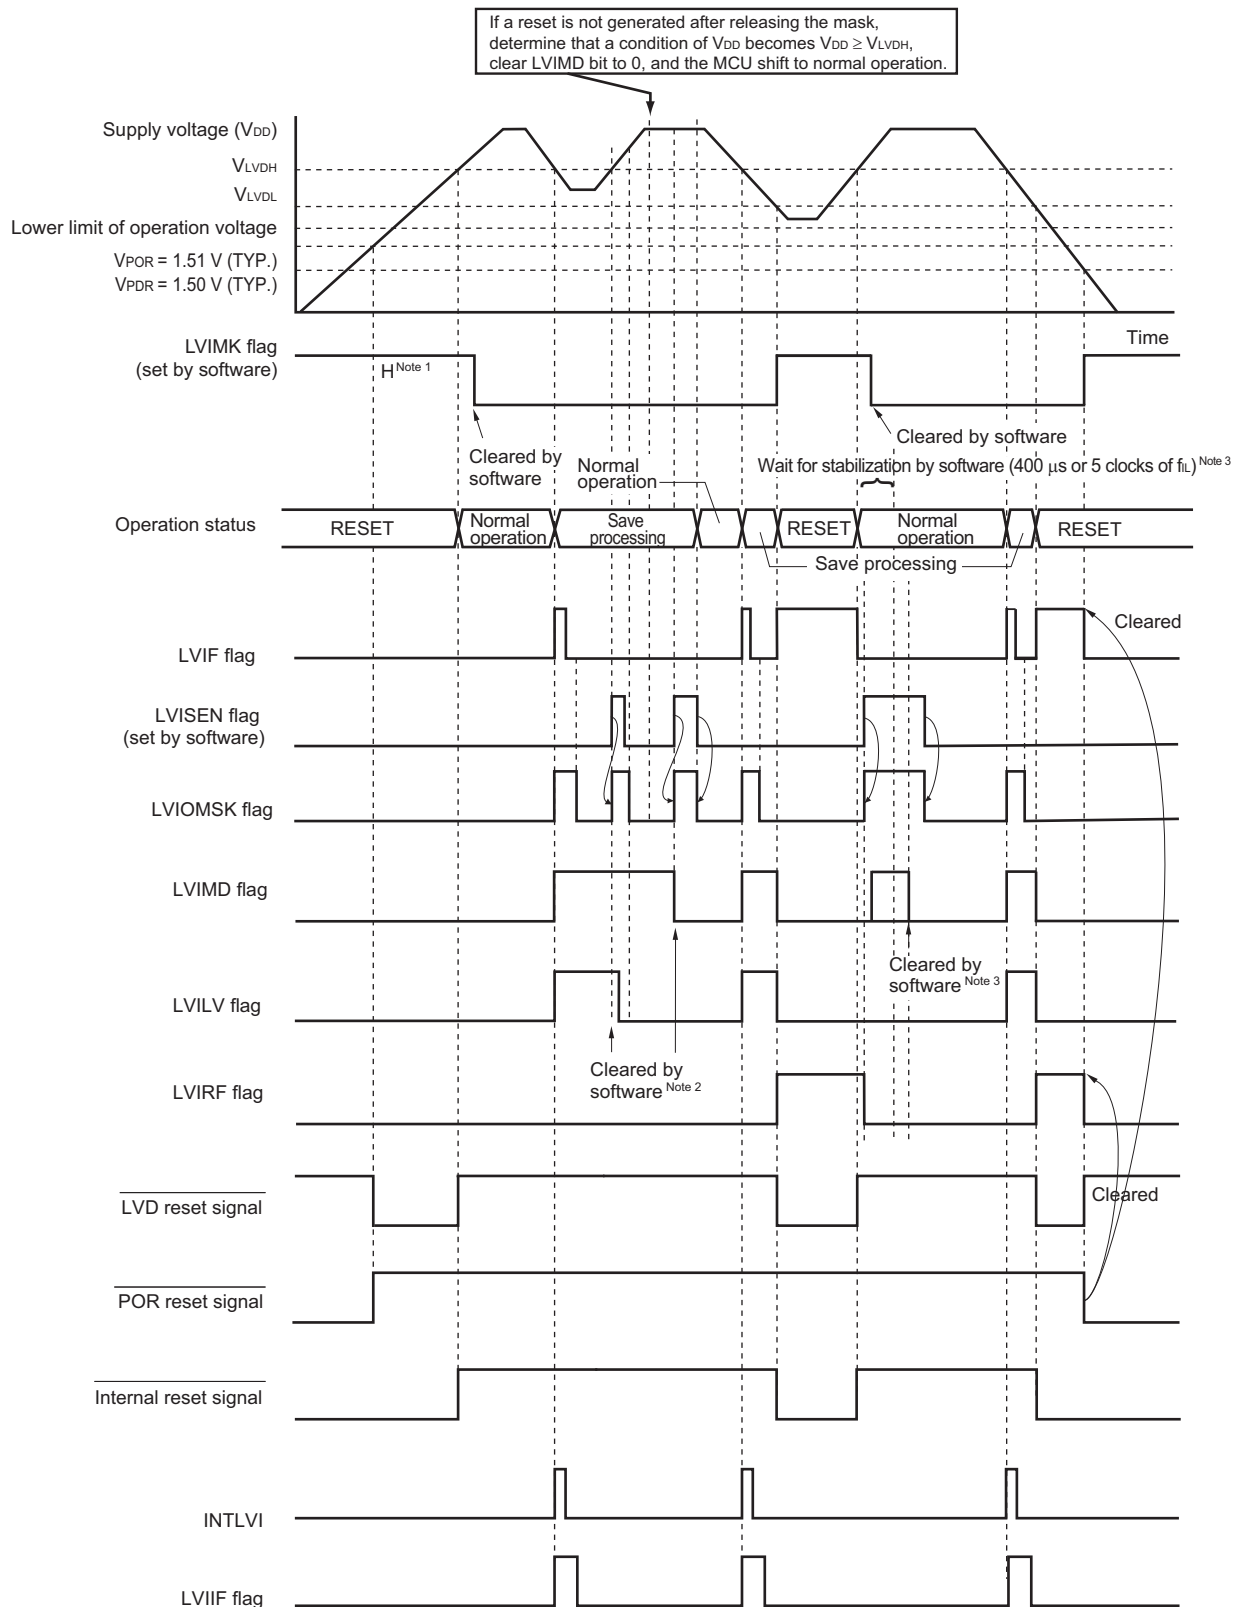 If a reset is not generated after releasing the mask,
determine that a condition of VDD becomes VDD ≥ VLVDH,
clear LVIMD bit to 0, and the MCU shift to normal operation.
Supply voltage (VDD)
VLVDH
VLVDL
Lower limit of operation voltage
VPOR = 1.51 V (TYP.)
VPDR = 1.50 V (TYP.)
Time
LVIMK flag
(set by software)
H Note 1
Cleared by
software
Cleared by software
Normal
operation
Wait for stabilization by software (400 μs or 5 clocks of fIL) Note 3
Operation status
RESET
Normal
operation
Save
processing
RESET
Normal
operation
RESET
Save processing
LVIF flag
Cleared
LVISEN flag
(set by software)
LVIOMSK flag
LVIMD flag
Cleared by
software Note 3
LVILV flag
Cleared by
software Note 2
LVIRF flag
LVD reset signal
Cleared
POR reset signal
Internal reset signal
INTLVI
LVIIF flag